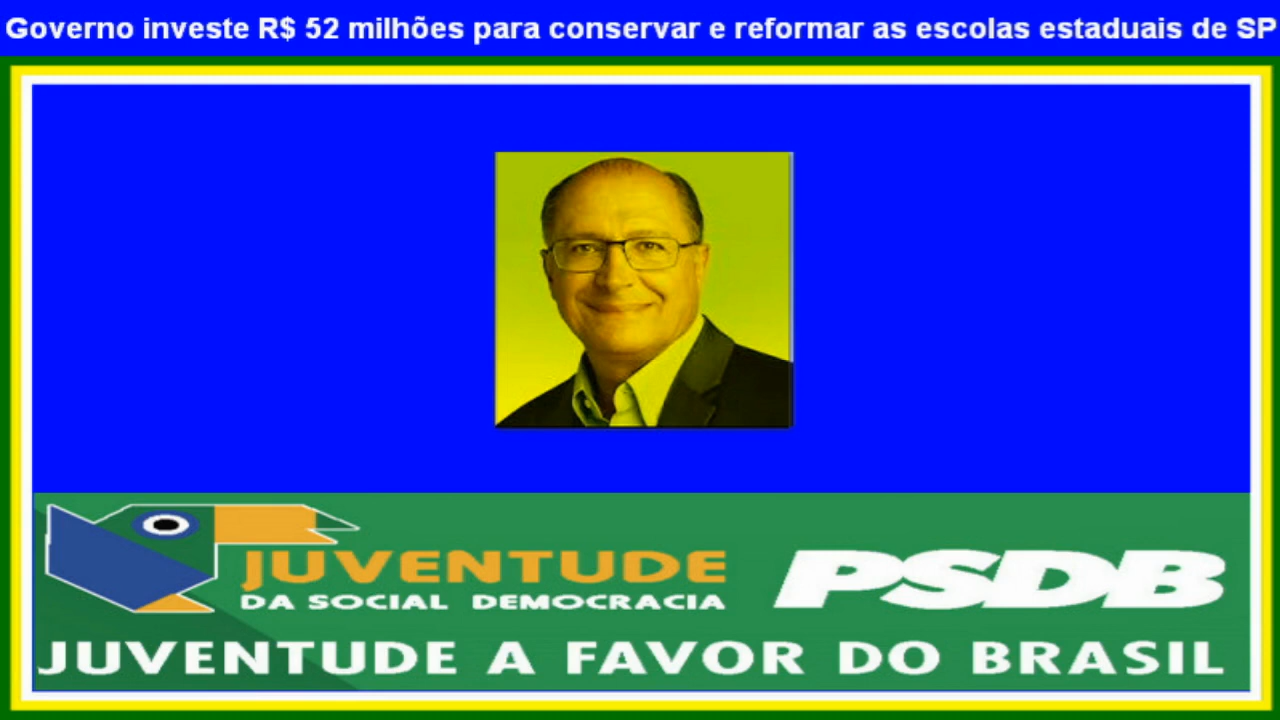 Governo investe R$ 52 milhões para conservar e reformar as escolas estaduais de SP
JUVENTUDE
DA SOCIAL DEMOCRACIA
PSDB
JUVENTUDE A FAVOR DO BRASIL